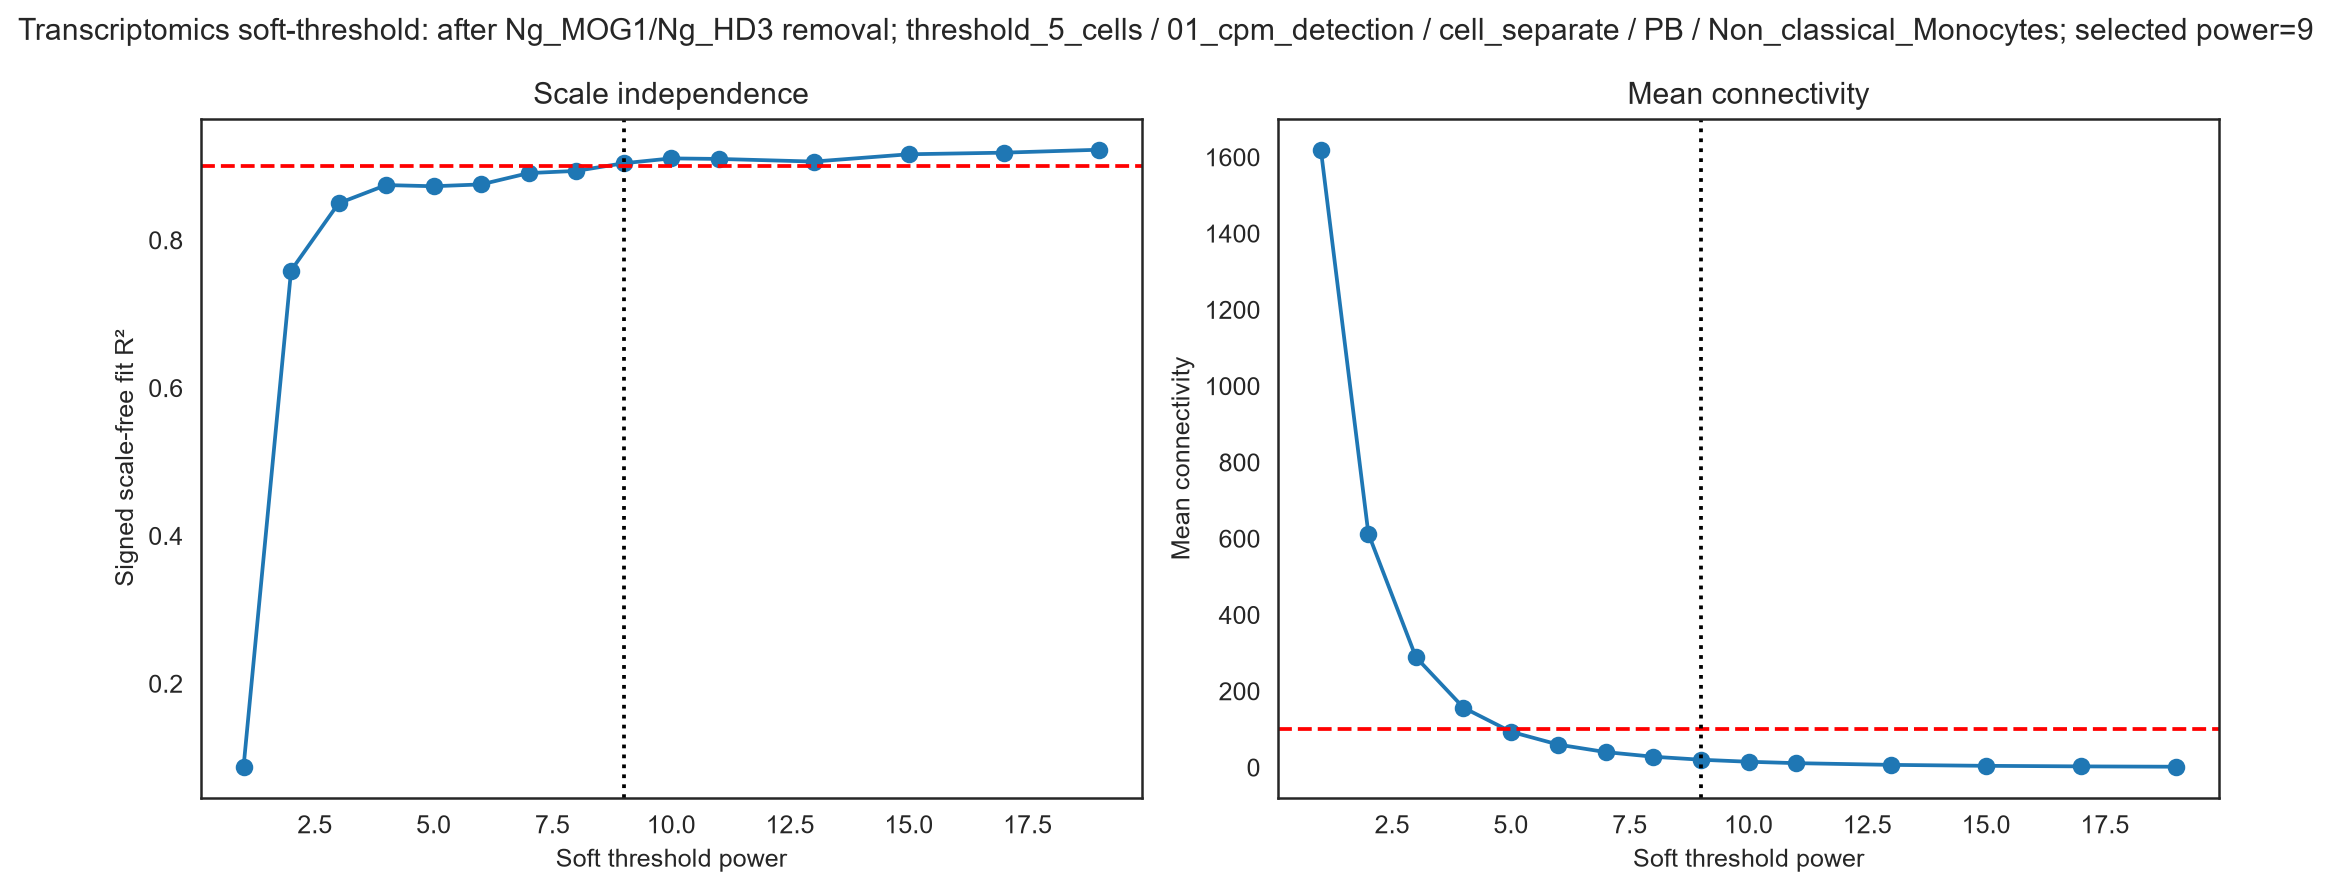 Transcriptomics soft-threshold: after Ng_MOG1/Ng_HD3 removal; threshold_5_cells / 01_cpm_detection / cell_separate / PB / Non_classical_Monocytes; selected power=9
Scale independence
Signed scale-free fit R²
0.8
0.6
0.4
0.2
2.5 5.0 7.5 10.0 12.5 15.0 17.5
Soft threshold power
Mean connectivity
Mean connectivity
1600
1400
1200
1000
800
600
400
200
0
2.5 5.0 7.5 10.0 12.5 15.0 17.5
Soft threshold power